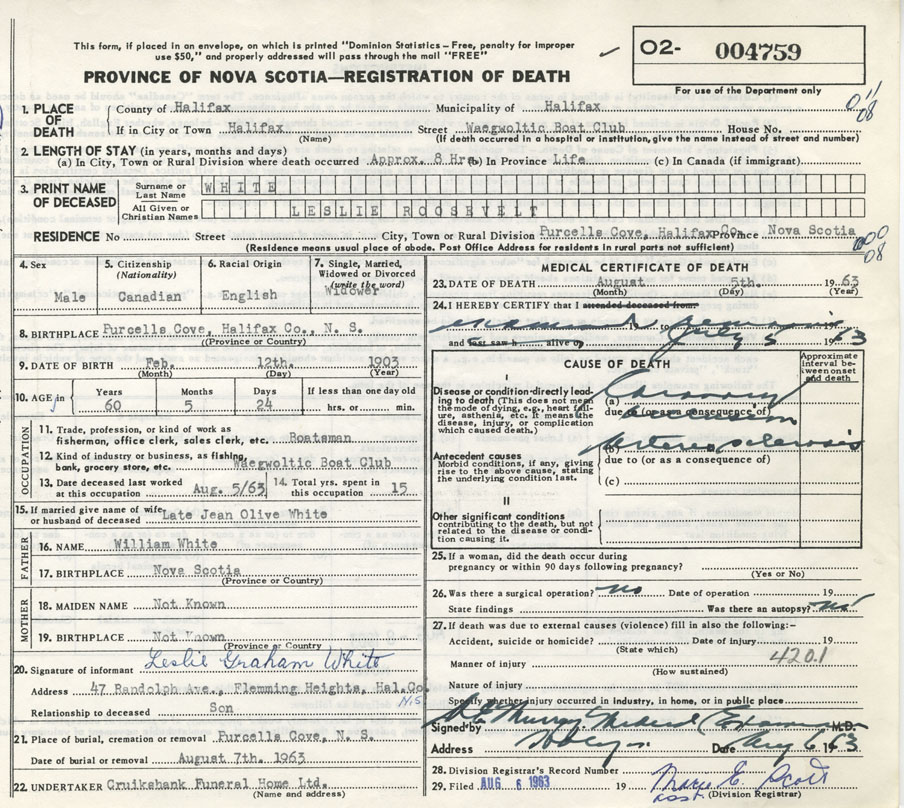 This form, if placed in an envelope, on which is printed "Dominion Statistics – Free, penalty for improper
use $50," and properly addressed will pass through the mail "FREE"
02- 004759
For use of the Department only
PROVINCE OF NOVA SCOTIA—REGISTRATION OF DEATH
1. PLACE OF DEATH
County of Halifax Municipality of Halifax
If in City or Town Halifax Street Waegwoltic Boat Club House No.
(Name) (If death occurred in a hospital or institution, give the name instead of street and number)
2. LENGTH OF STAY (in years, months and days)
(a) In City, Town or Rural Division where death occurred Approx. 8 Hrs (b) In Province Life (c) In Canada (if immigrant)
3. PRINT NAME OF DECEASED
Surname or Last Name WHITE
All Given or Christian Names LESLIE ROOSEVELT
RESIDENCE No Street City, Town or Rural Division Purcells Cove, Halifax Co. Province Nova Scotia
(Residence means usual place of abode. Post Office Address for residents in rural parts not sufficient)
4. Sex
Male
5. Citizenship (Nationality)
Canadian
6. Racial Origin
English
7. Single, Married, Widowed or Divorced (write the word)
Widower
8. BIRTHPLACE Purcells Cove, Halifax Co., N. S.
(Province or Country)
9. DATE OF BIRTH Feb. 12th. 1903
(Month) (Day) (Year)
10. AGE in Years Months Days If less than one day old
60 5 24 hrs. or min.
OCCUPATION
11. Trade, profession, or kind of work as
fisherman, office clerk, sales clerk, etc. Boatsman
12. Kind of industry or business, as fishing,
bank, grocery store, etc. Waegwoltic Boat Club
13. Date deceased last worked at this occupation Aug. 5/63 14. Total yrs. spent in this occupation 15
15. If married give name of wife or husband of deceased Late Jean Olive White
FATHER
16. NAME William White
17. BIRTHPLACE Nova Scotia
(Province or Country)
MOTHER
18. MAIDEN NAME Not Known
19. BIRTHPLACE Not Known
(Province or Country)
20. Signature of informant Leslie Graham White
Address 47 Randolph Ave., Flemming Heights, Hal.Co. N.S.
Relationship to deceased Son
21. Place of burial, cremation or removal Purcells Cove, N. S.
Date of burial or removal August 7th. 1963
22. UNDERTAKER Cruikshank Funeral Home Ltd.
(Name and address)
MEDICAL CERTIFICATE OF DEATH
23. DATE OF DEATH August 5th. 1963
(Month) (Day) (Year)
24. I HEREBY CERTIFY that I attended deceased from
to
and last saw h alive on 1963
CAUSE OF DEATH
Approximate interval between onset and death
I
Disease or condition directly leading to death (This does not mean the mode of dying, e.g., heart failure, asthenia, etc. It means the disease, injury, or complication which caused death.)
(a) Coronary occlusion
due to (or as a consequence of)
(b) Arterio sclerosis
Antecedent causes
Morbid conditions, if any, giving rise to the above cause, stating the underlying condition last.
due to (or as a consequence of)
(c)
II
Other significant conditions
contributing to the death, but not related to the disease or condition causing it.
25. If a woman, did the death occur during
pregnancy or within 90 days following pregnancy?
(Yes or No)
26. Was there a surgical operation? no Date of operation 19
State findings Was there an autopsy? no
27. If death was due to external causes (violence) fill in also the following:–
Accident, suicide or homicide? Date of injury 19
(State which)
420.1
Manner of injury
(How sustained)
Nature of injury
Specify whether injury occurred in industry, in home, or in public place
Signed by Murray Medical Examiner M.D.
Address Date Aug 6 1963
28. Division Registrar's Record Number
29. Filed AUG 6 1963 19 Marie E. Scott
asst. (Division Registrar)